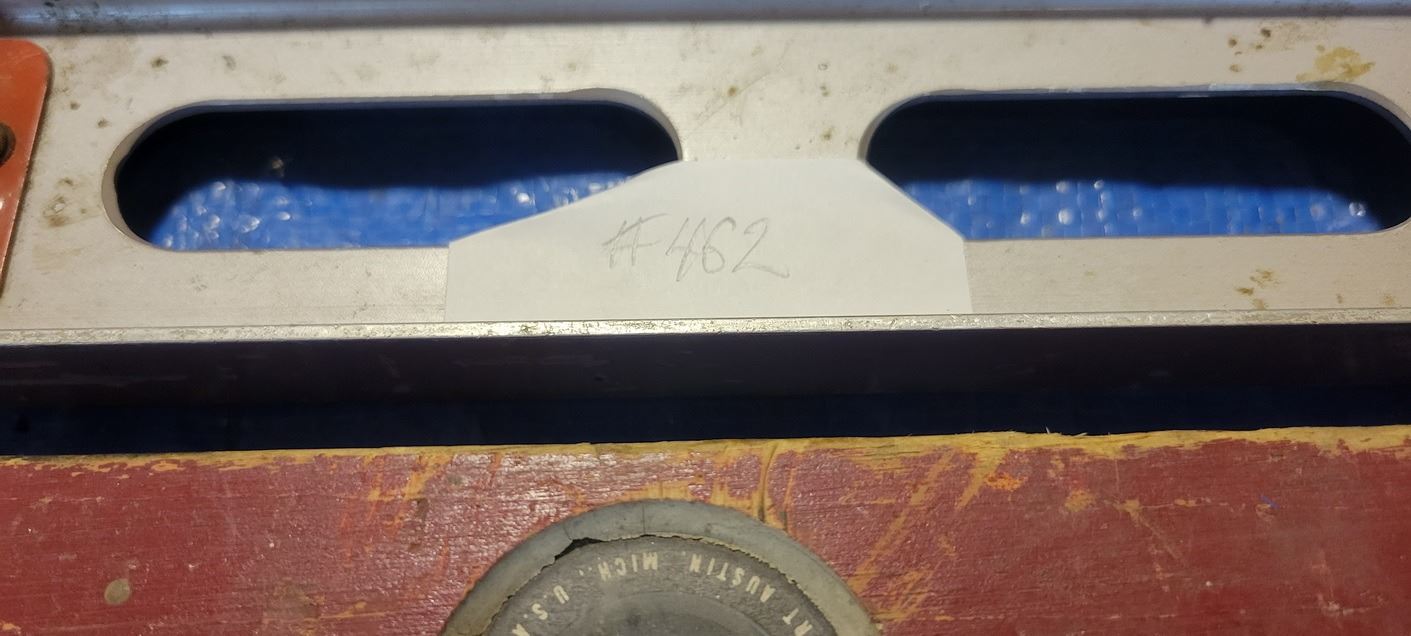 #462
RT AUSTIN, MICH., U.S.